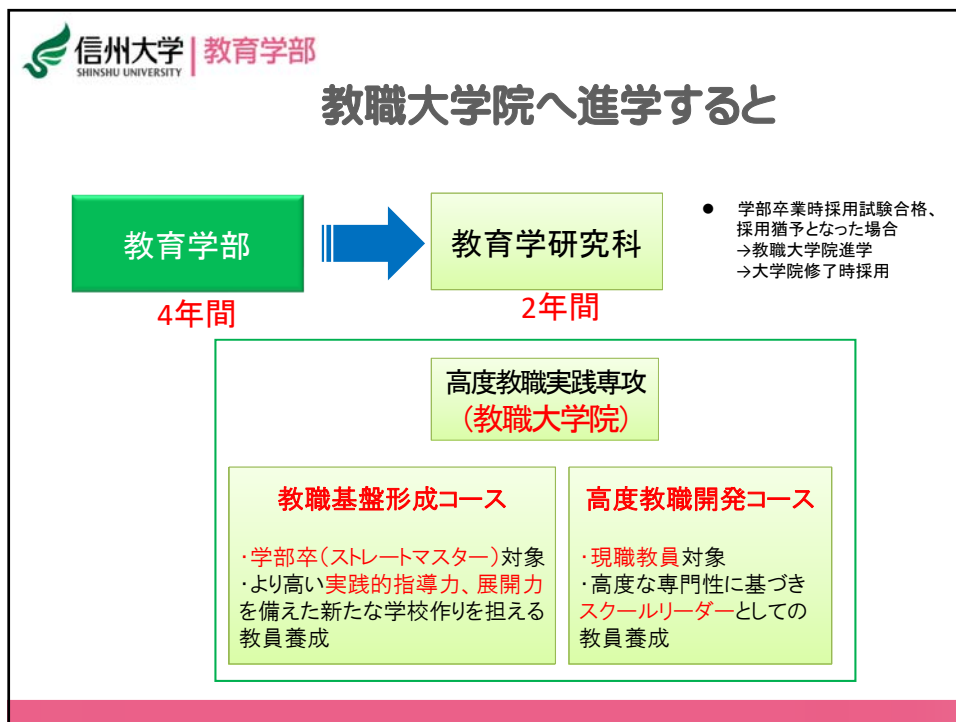 信州大学 教育学部
SHINSHU UNIVERSITY
教職大学院へ進学すると
教育学部
教育学研究科
4年間
2年間
● 学部卒業時採用試験合格、
採用猶予となった場合
→教職大学院進学
→大学院修了時採用
高度教職実践専攻
(教職大学院)
教職基盤形成コース
・学部卒(ストレートマスター)対象
・より高い実践的指導力、展開力
を備えた新たな学校作りを担える
教員養成
高度教職開発コース
・現職教員対象
・高度な専門性に基づき
スクールリーダーとしての
教員養成